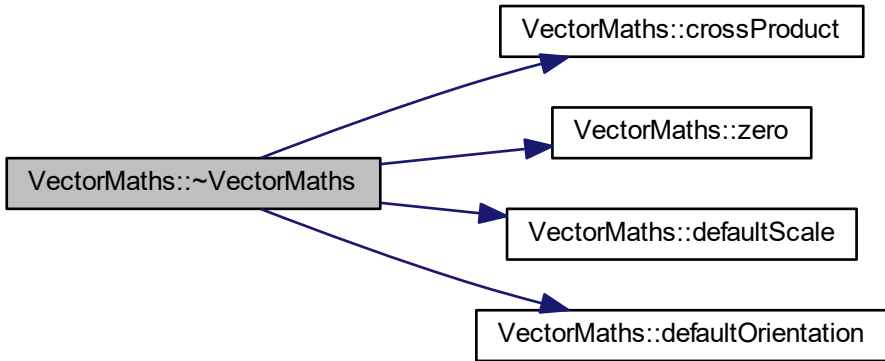 VectorMaths::crossProduct
VectorMaths::zero
VectorMaths::~VectorMaths
VectorMaths::defaultScale
VectorMaths::defaultOrientation